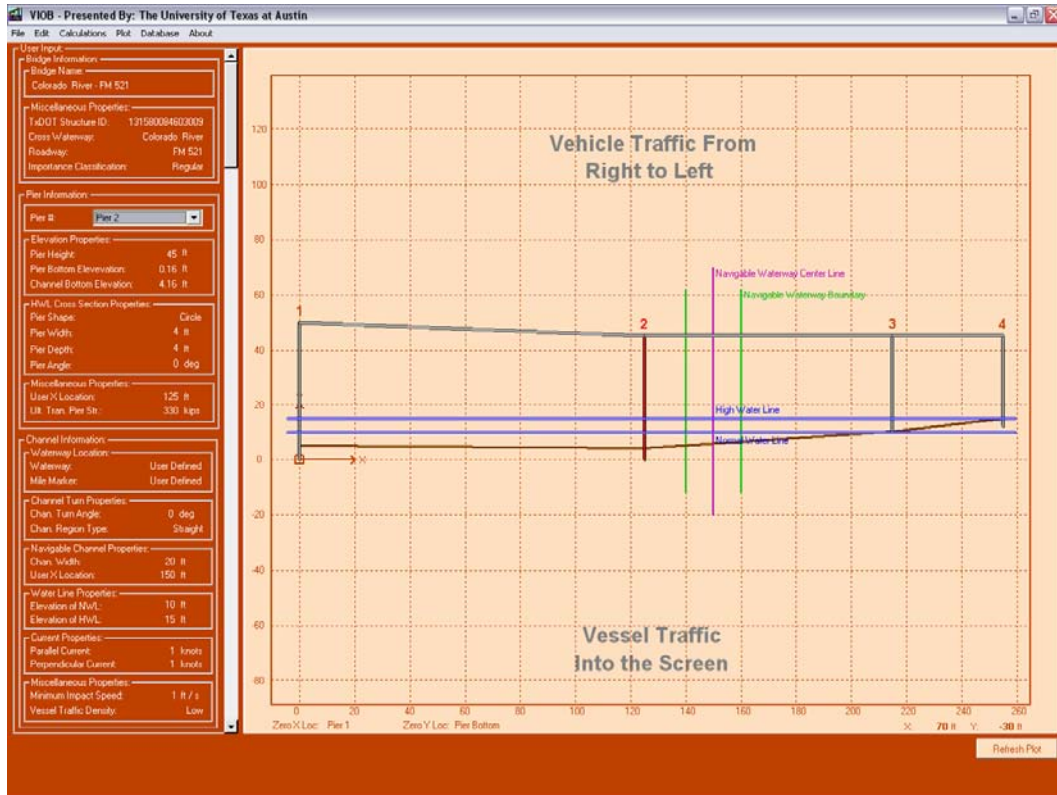 VIOB - Presented By: The University of Texas at Austin
File Edit Calculations Plot Database About
User Input:
Bridge Information:
Bridge Name:
Colorado River - FM 521
Miscellaneous Properties:
TxDOT Structure ID: 131580084603009
Cross Waterway: Colorado River
Roadway: FM 521
Importance Classification: Regular
Pier Information:
Pier #: Pier 2
Elevation Properties:
Pier Height: 45 ft
Pier Bottom Elevevation: 0.16 ft
Channel Bottom Elevation: 4.16 ft
HWL Cross Section Properties:
Pier Shape: Circle
Pier Width: 4 ft
Pier Depth: 4 ft
Pier Angle: 0 deg
Miscellaneous Properties:
User X Location: 125 ft
Ult. Tran. Pier Str.: 330 kips
Channel Information:
Waterway Location:
Waterway: User Defined
Mile Marker: User Defined
Channel Turn Properties:
Chan. Turn Angle: 0 deg
Chan. Region Type: Straight
Navigable Channel Properties:
Chan. Width: 20 ft
User X Location: 150 ft
Water Line Properties:
Elevation of NWL: 10 ft
Elevation of HWL: 15 ft
Current Properties:
Parallel Current: 1 knots
Perpendicular Current: 1 knots
Miscellaneous Properties:
Minimum Impact Speed: 1 ft / s
Vessel Traffic Density: Low
Vehicle Traffic From
Right to Left
120
100
80
60
40
20
0
-20
-40
-60
-80
Navigable Waterway Center Line
Navigable Waterway Boundary
1
2
3
4
High Water Line
Normal Water Line
X
Vessel Traffic
Into the Screen
0 20 40 60 80 100 120 140 160 180 200 220 240 260
Zero X Loc: Pier 1 Zero Y Loc: Pier Bottom X: 70 ft Y: -30 ft
Refresh Plot